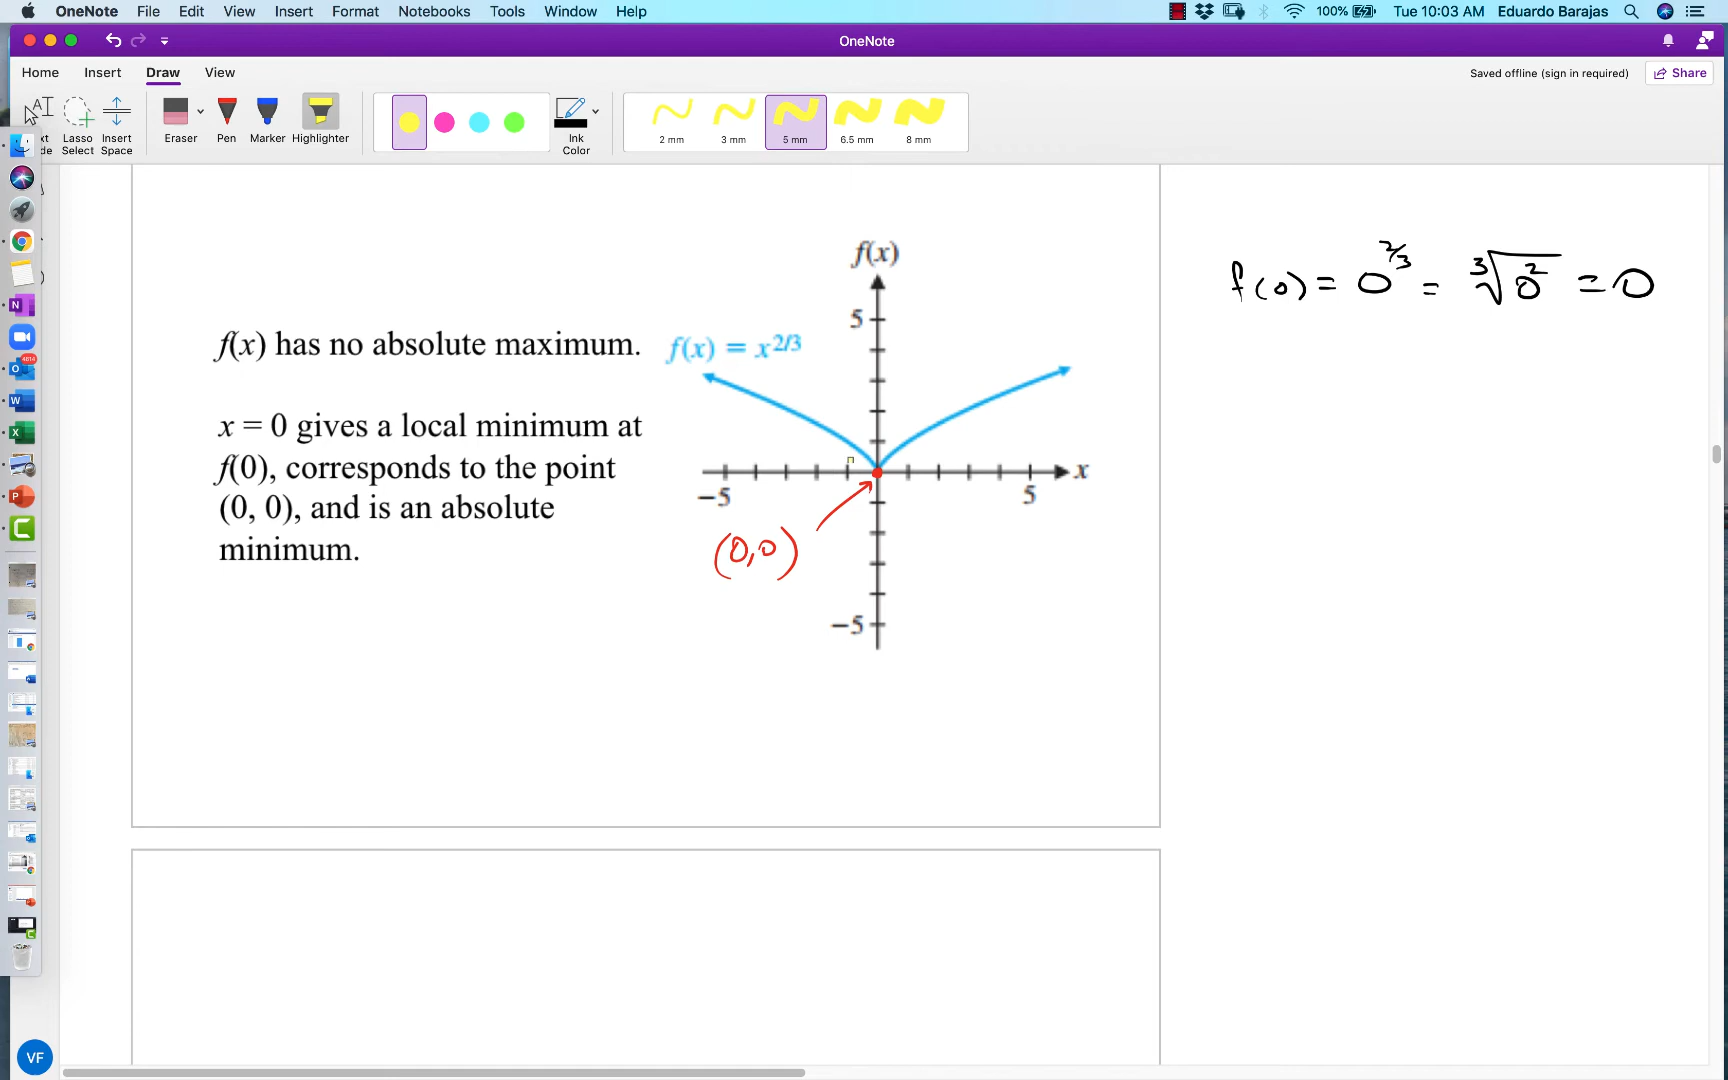 OneNote File Edit View Insert Format Notebooks Tools Window Help 100% Tue 10:03 AM Eduardo Barajas
OneNote
Home Insert Draw View Saved offline (sign in required) Share
Lasso Select
Insert Space
Eraser
Pen
Marker
Highlighter
Ink Color
2 mm
3 mm
5 mm
6.5 mm
8 mm
f(x)
f(0) = 0^{2/3} = ∛0² = 0
5
f(x) has no absolute maximum.
f(x) = x^{2/3}
x = 0 gives a local minimum at
f(0), corresponds to the point
(0, 0), and is an absolute
minimum.
x
−5
5
(0,0)
−5
VF